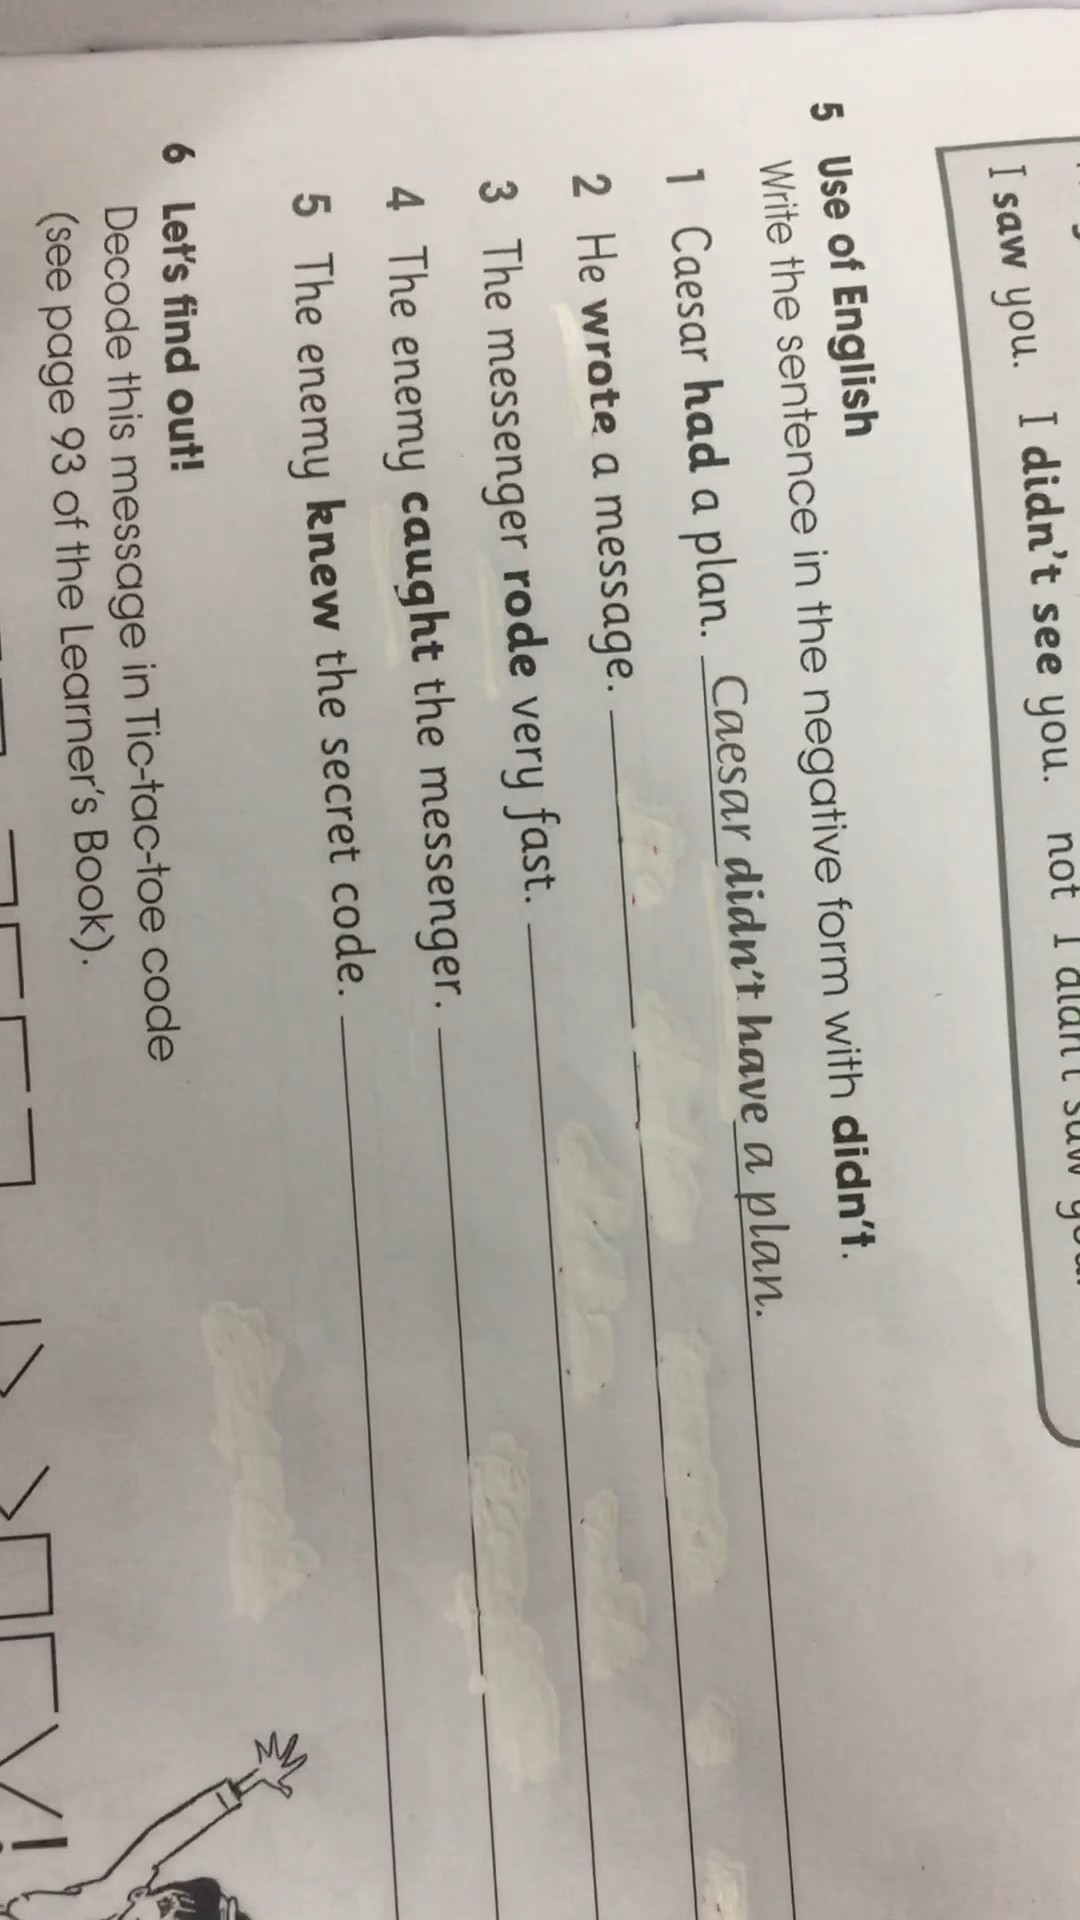 I saw you. I didn't see you. not I didn't saw you.
5 Use of English
Write the sentence in the negative form with didn't.
1 Caesar had a plan. Caesar didn't have a plan.
2 He wrote a message.
3 The messenger rode very fast.
4 The enemy caught the messenger.
5 The enemy knew the secret code.
6 Let's find out!
Decode this message in Tic-tac-toe code
(see page 93 of the Learner's Book).